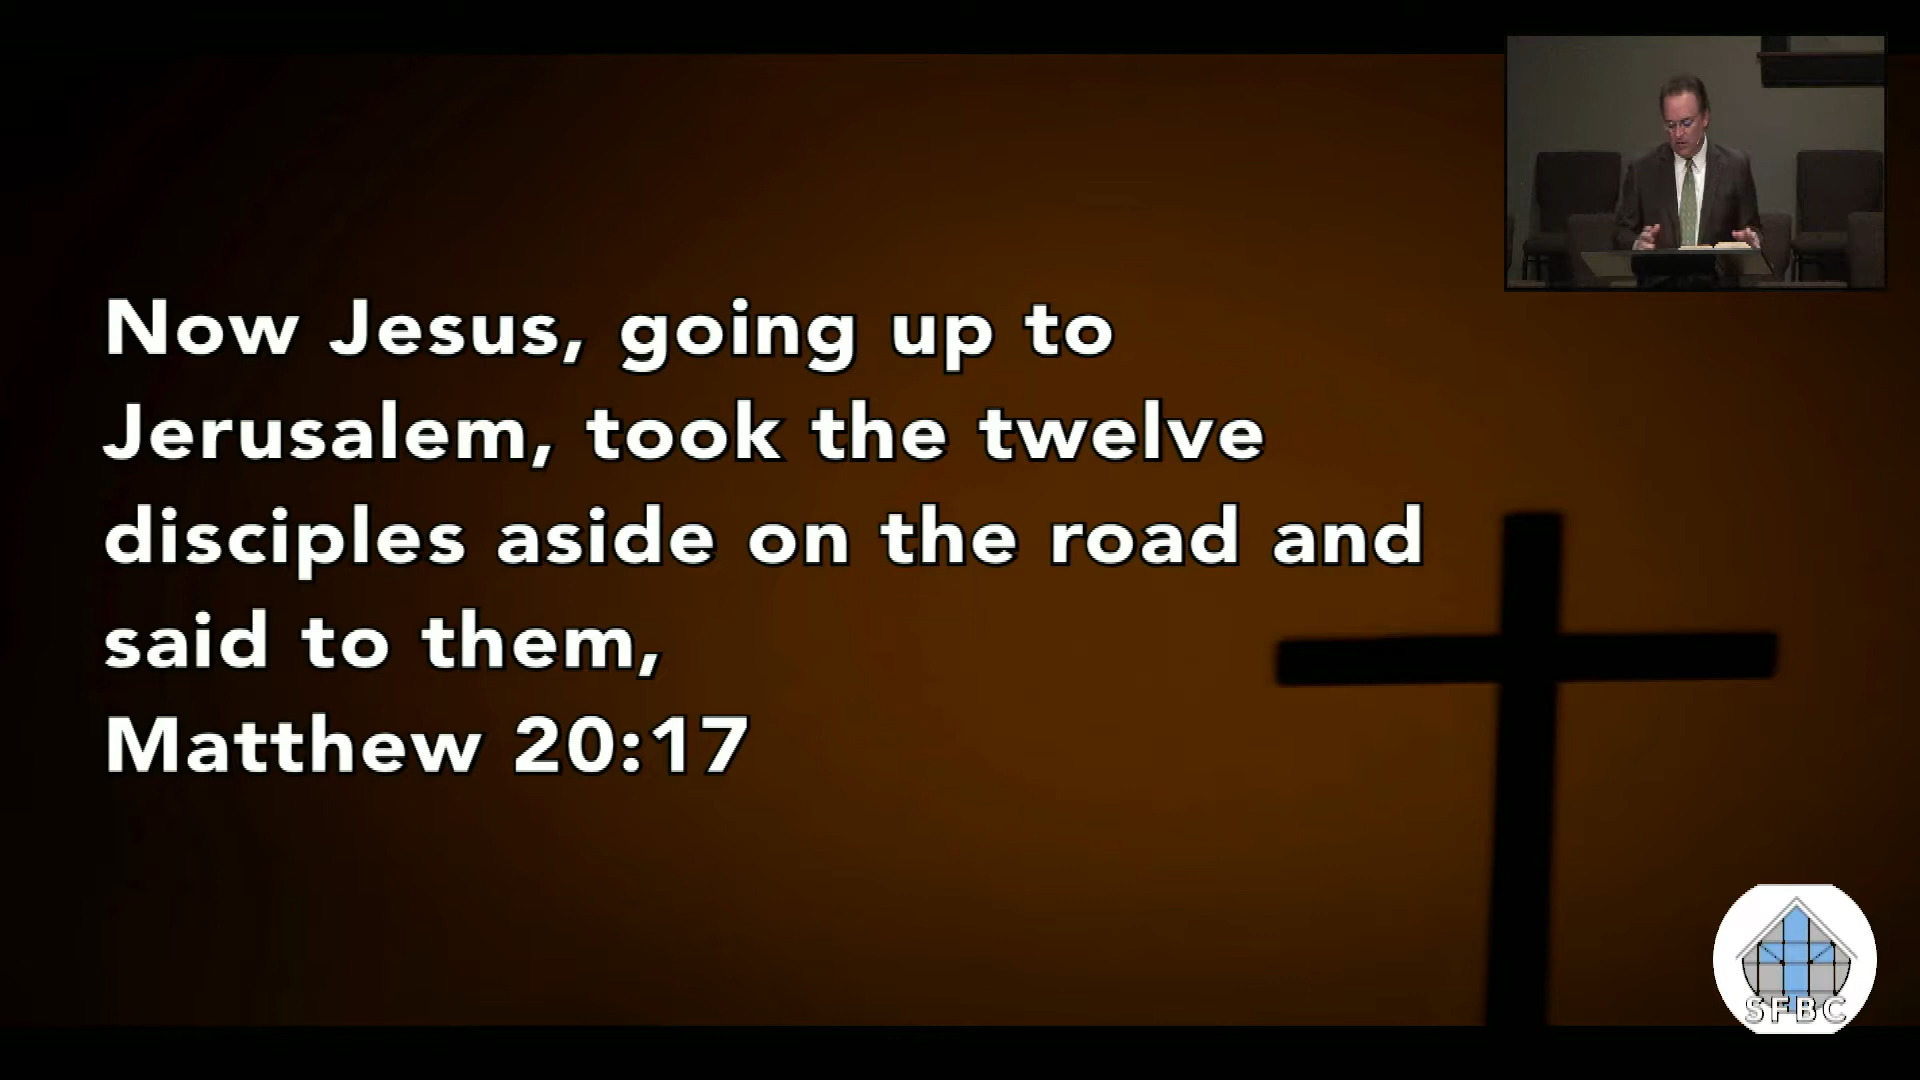 Now Jesus, going up to
Jerusalem, took the twelve
disciples aside on the road and
said to them,
Matthew 20:17
SFBC